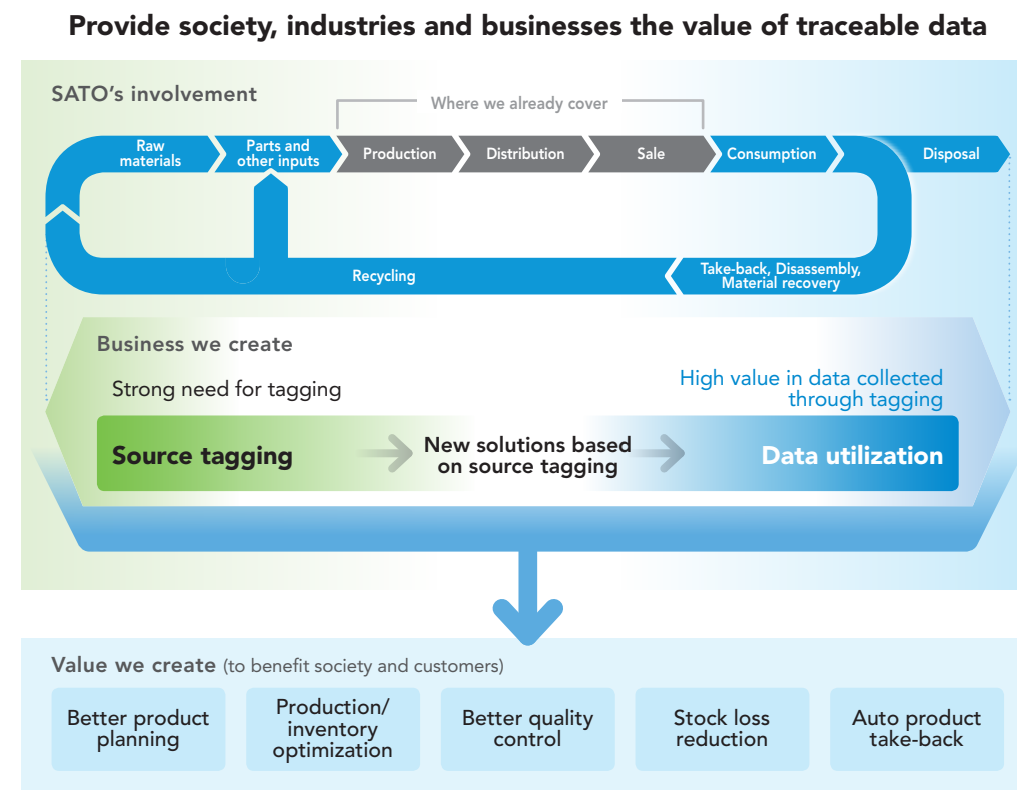 Provide society, industries and businesses the value of traceable data
SATO's involvement
Where we already cover
Raw
materials
Parts and
other inputs
Production
Distribution
Sale
Consumption
Disposal
Recycling
Take-back, Disassembly,
Material recovery
Business we create
Strong need for tagging
High value in data collected
through tagging
Source tagging
New solutions based
on source tagging
Data utilization
Value we create (to benefit society and customers)
Better product
planning
Production/
inventory
optimization
Better quality
control
Stock loss
reduction
Auto product
take-back